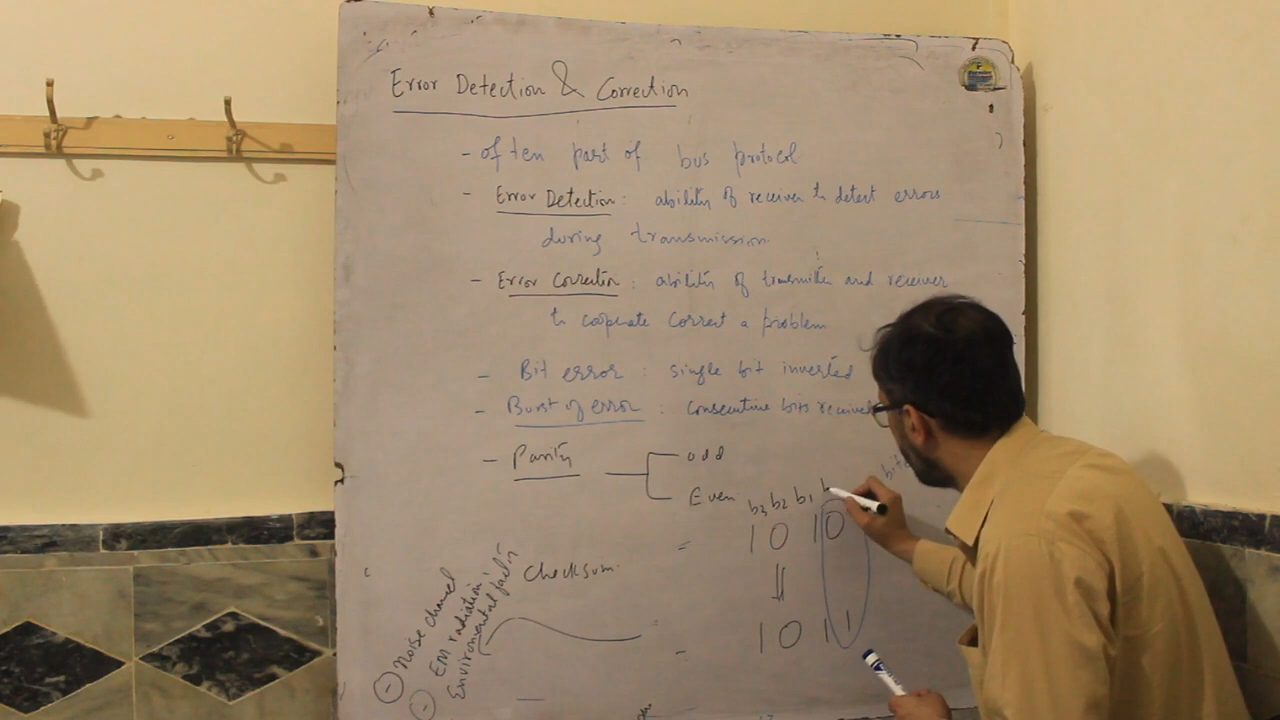 Error Detection & Correction
- often part of bus protocol
- Error Detection : ability of receiver to detect errors
during transmission.
- Error Correction : ability of transmitter and receiver
to cooperate correct a problem
- Bit error : single bit inverted
- Burst of error : consecutive bits received
- Parity
odd
Even
b3 b2 b1 b
1 0 1 0
1 0 1 1
Checksum.
- Noise channel
- EM radiation,
Environmental factors
bits